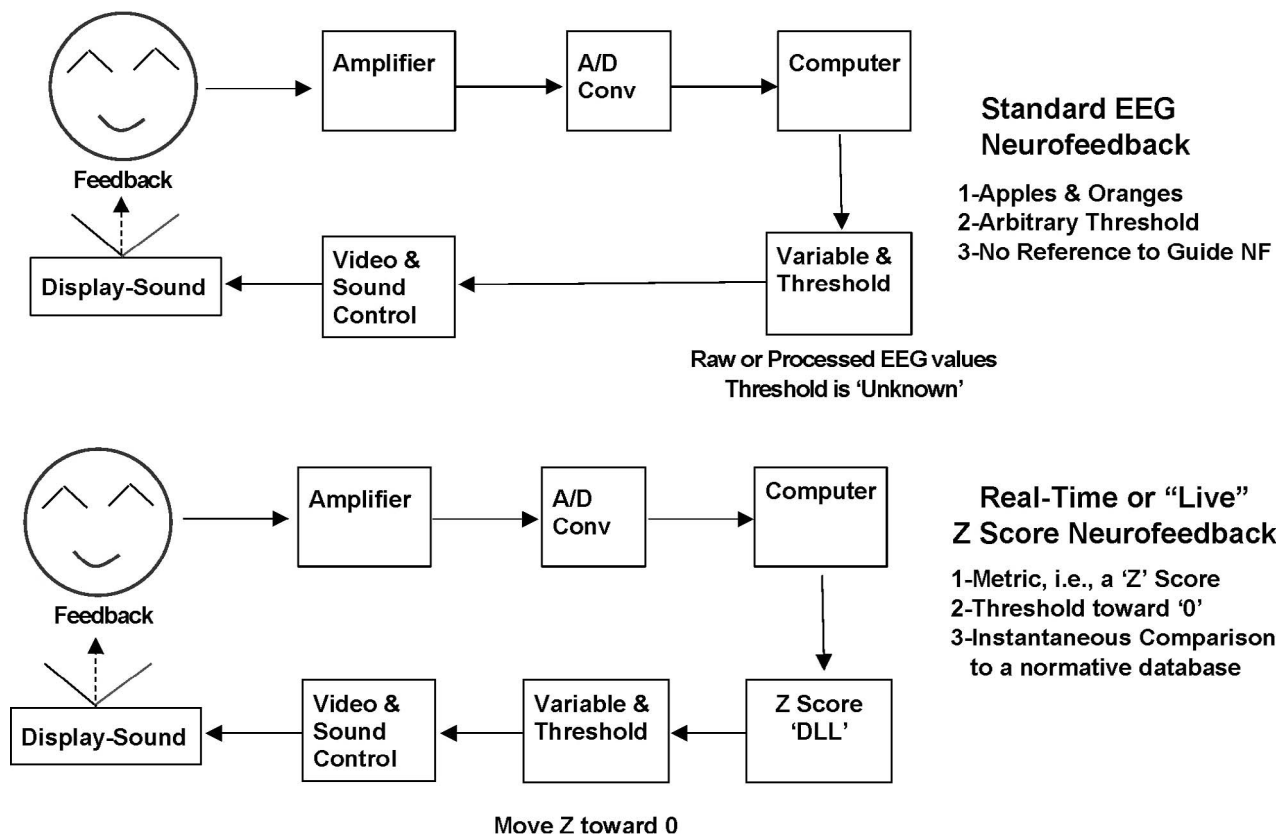 Amplifier
A/D
Conv
Computer
Standard EEG
Neurofeedback
1-Apples & Oranges
2-Arbitrary Threshold
3-No Reference to Guide NF
Feedback
Display-Sound
Video &
Sound
Control
Variable &
Threshold
Raw or Processed EEG values
Threshold is ‘Unknown’
Amplifier
A/D
Conv
Computer
Real-Time or “Live”
Z Score Neurofeedback
1-Metric, i.e., a ‘Z’ Score
2-Threshold toward ‘0’
3-Instantaneous Comparison
to a normative database
Feedback
Display-Sound
Video &
Sound
Control
Variable &
Threshold
Z Score
‘DLL’
Move Z toward 0